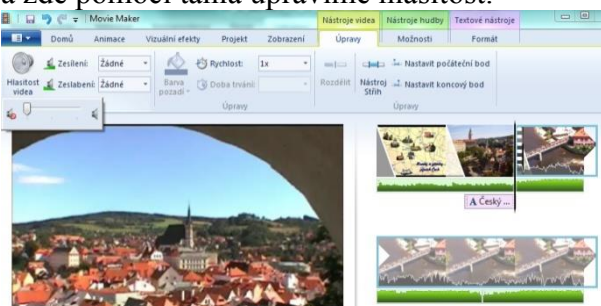 a zde pomocí táhla upravíme hlasitost.
Movie Maker
Nástroje videa Nástroje hudby Textové nástroje
Domů Animace Vizuální efekty Projekt Zobrazení Úpravy Možnosti Formát
Hlasitost videa
Zesílení: Žádné
Zeslabení: Žádné
Barva pozadí
Rychlost: 1x
Doba trvání:
Rozdělit
Nástroj Střih
Nastavit počáteční bod
Nastavit koncový bod
Úpravy
Úpravy
A Český ...